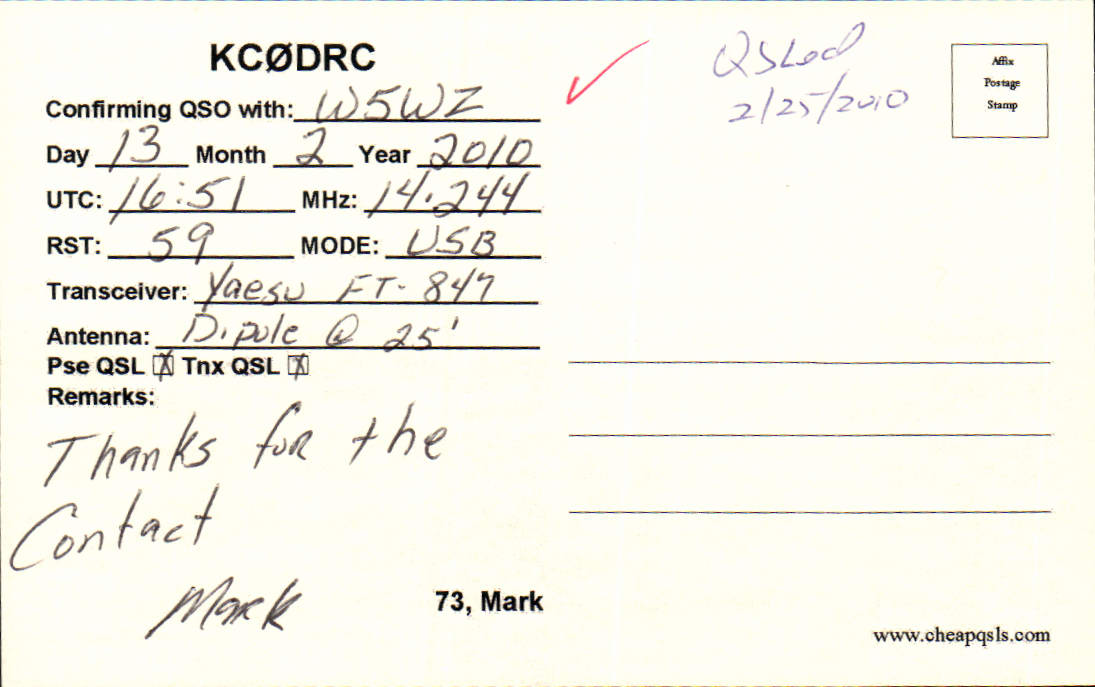 KCØDRC
Confirming QSO with: W5WZ
Day 13 Month 2 Year 2010
UTC: 16:51 MHz: 14.244
RST: 59 MODE: USB
Transceiver: Yaesu FT-847
Antenna: Dipole @ 25'
Pse QSL ☒ Tnx QSL ☒
Remarks:
Thanks for the
Contact
Mark
73, Mark
QSLed
2/25/2010
Affix
Postage
Stamp
www.cheapqsls.com